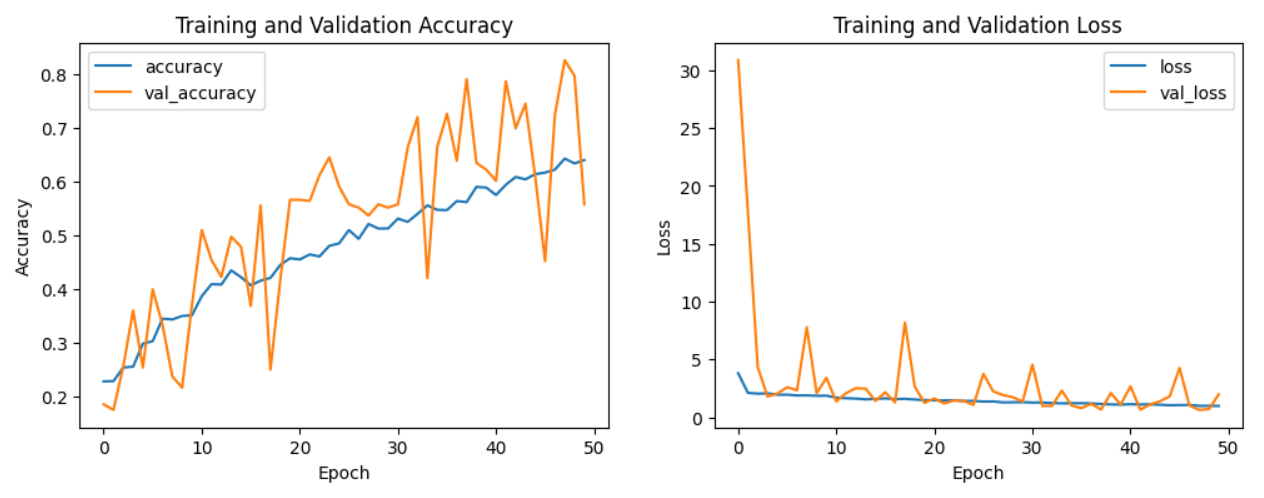 Training and Validation Accuracy
accuracy
val_accuracy
0.8
0.7
0.6
0.5
0.4
0.3
0.2
Accuracy
0 10 20 30 40 50
Epoch
Training and Validation Loss
loss
val_loss
30
25
20
15
10
5
0
Loss
0 10 20 30 40 50
Epoch